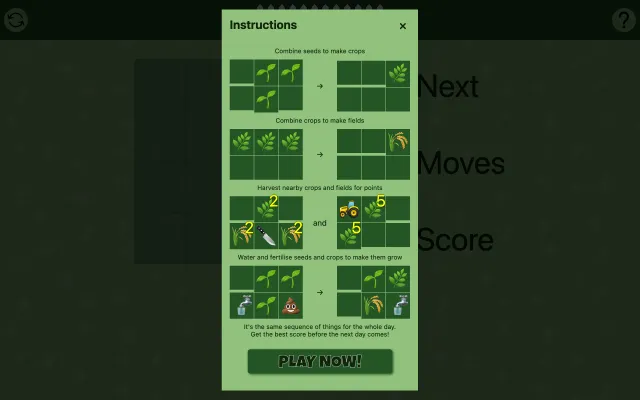 Instructions
×
?
Combine seeds to make crops
→
Combine crops to make fields
→
Harvest nearby crops and fields for points
2
5
2
2
and
5
Water and fertilise seeds and crops to make them grow
→
It's the same sequence of things for the whole day.
Get the best score before the next day comes!
PLAY NOW!
Next
Moves
Score